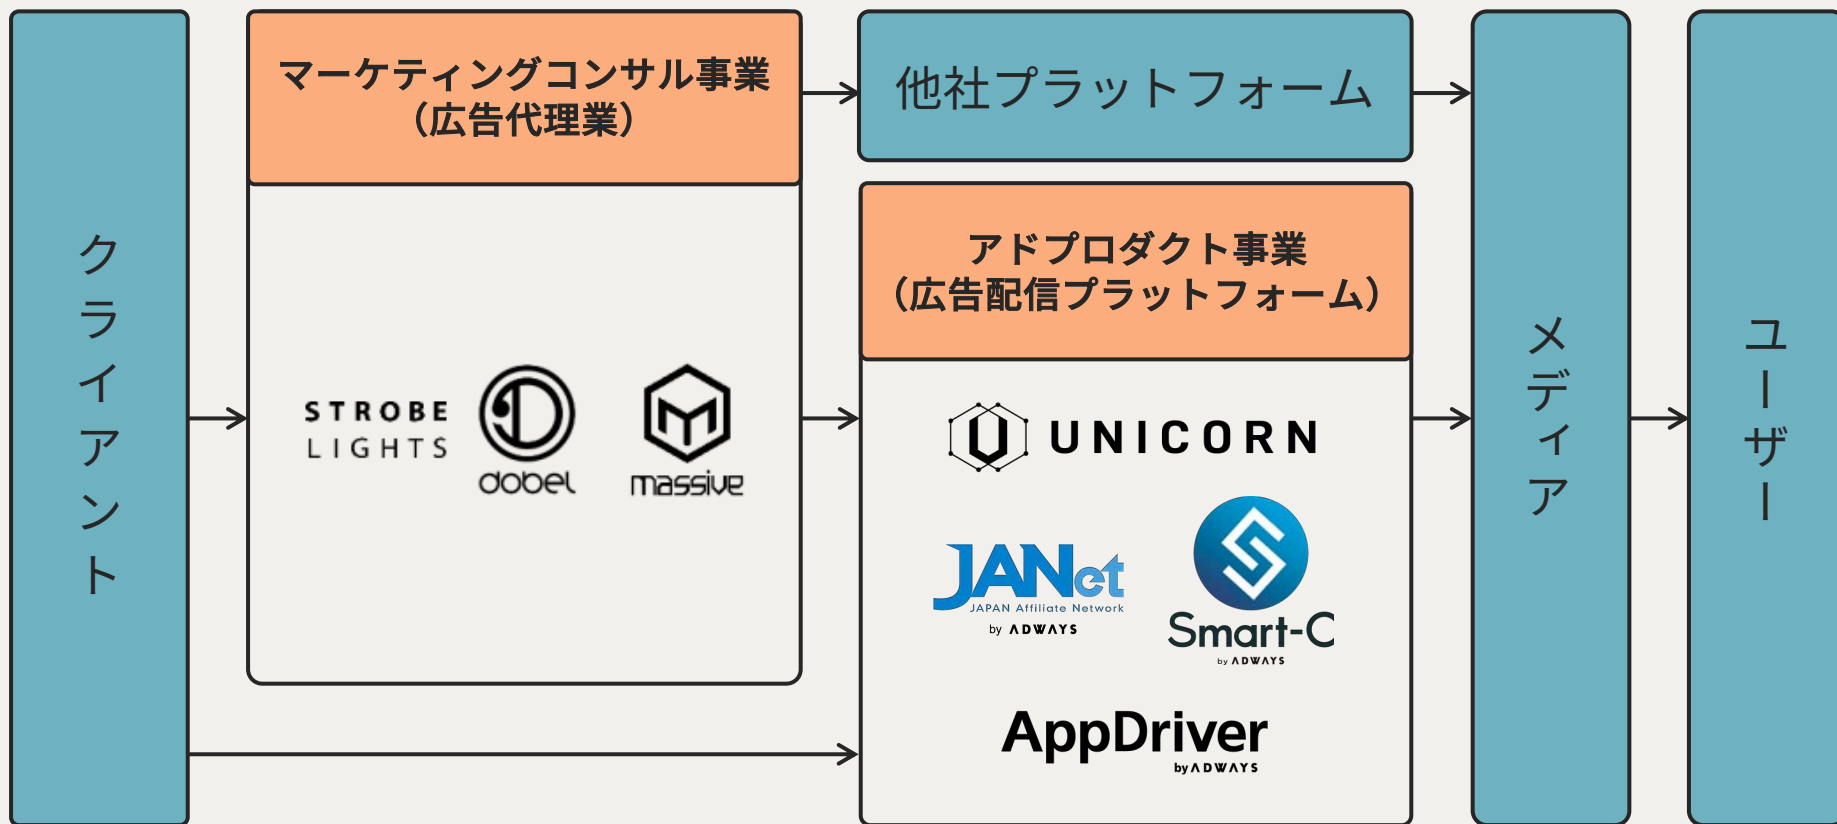 クライアント
マーケティングコンサル事業
（広告代理業）
STROBE
LIGHTS
dobel
massive
他社プラットフォーム
アドプロダクト事業
（広告配信プラットフォーム）
UNICORN
JANet
JAPAN Affiliate Network
by ADWAYS
Smart-C
by ADWAYS
AppDriver
by ADWAYS
メディア
ユーザー